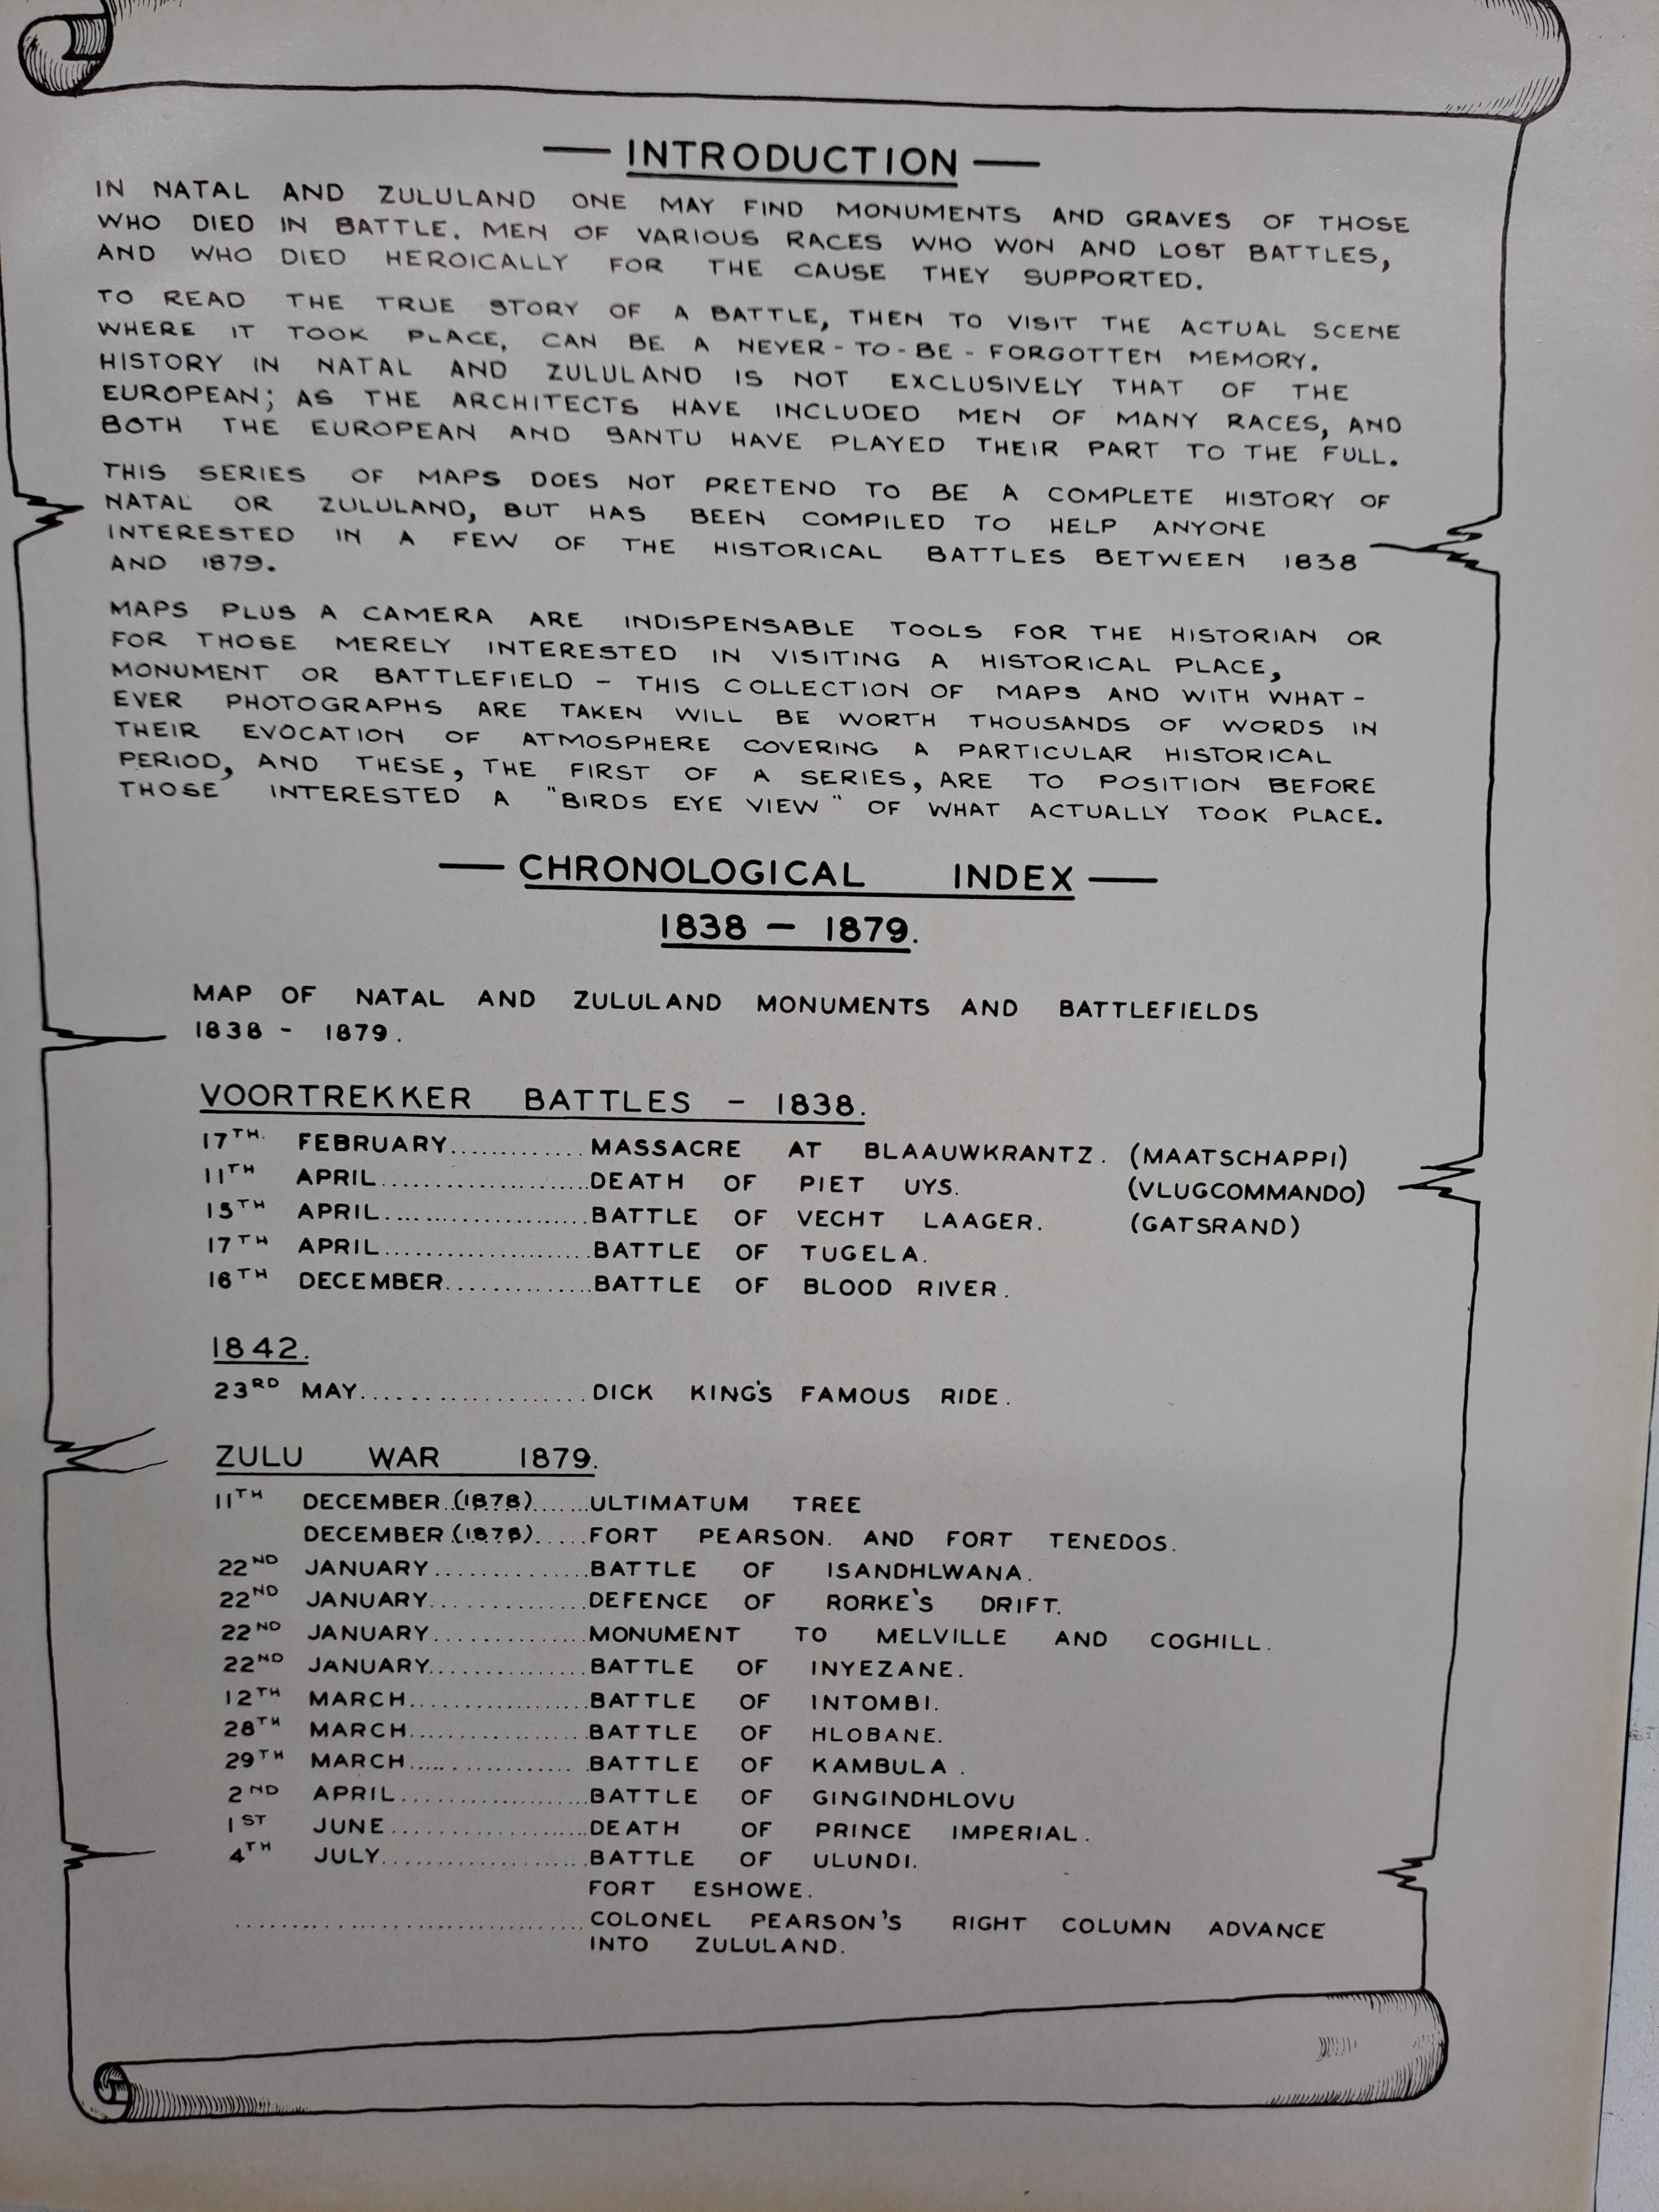 — INTRODUCTION —
IN NATAL AND ZULULAND ONE MAY FIND MONUMENTS AND GRAVES OF THOSE
WHO DIED IN BATTLE. MEN OF VARIOUS RACES WHO WON AND LOST BATTLES,
AND WHO DIED HEROICALLY FOR THE CAUSE THEY SUPPORTED.
TO READ THE TRUE STORY OF A BATTLE, THEN TO VISIT THE ACTUAL SCENE
WHERE IT TOOK PLACE, CAN BE A NEVER-TO-BE-FORGOTTEN MEMORY.
HISTORY IN NATAL AND ZULULAND IS NOT EXCLUSIVELY THAT OF THE
EUROPEAN; AS THE ARCHITECTS HAVE INCLUDED MEN OF MANY RACES, AND
BOTH THE EUROPEAN AND BANTU HAVE PLAYED THEIR PART TO THE FULL.
THIS SERIES OF MAPS DOES NOT PRETEND TO BE A COMPLETE HISTORY OF
NATAL OR ZULULAND, BUT HAS BEEN COMPILED TO HELP ANYONE
INTERESTED IN A FEW OF THE HISTORICAL BATTLES BETWEEN 1838
AND 1879.
MAPS PLUS A CAMERA ARE INDISPENSABLE TOOLS FOR THE HISTORIAN OR
FOR THOSE MERELY INTERESTED IN VISITING A HISTORICAL PLACE,
MONUMENT OR BATTLEFIELD - THIS COLLECTION OF MAPS AND WITH WHAT-
EVER PHOTOGRAPHS ARE TAKEN WILL BE WORTH THOUSANDS OF WORDS IN
THEIR EVOCATION OF ATMOSPHERE COVERING A PARTICULAR HISTORICAL
PERIOD, AND THESE, THE FIRST OF A SERIES, ARE TO POSITION BEFORE
THOSE INTERESTED A "BIRDS EYE VIEW" OF WHAT ACTUALLY TOOK PLACE.
— CHRONOLOGICAL INDEX —
1838 — 1879.
MAP OF NATAL AND ZULULAND MONUMENTS AND BATTLEFIELDS
1838 - 1879.
VOORTREKKER BATTLES - 1838.
17TH. FEBRUARY.............MASSACRE AT BLAAUWKRANTZ. (MAATSCHAPPI)
11TH APRIL.....................DEATH OF PIET UYS. (VLUGCOMMANDO)
15TH APRIL.....................BATTLE OF VECHT LAAGER. (GATSRAND)
17TH APRIL.....................BATTLE OF TUGELA.
16TH DECEMBER..............BATTLE OF BLOOD RIVER.
1842.
23RD MAY......................DICK KING'S FAMOUS RIDE.
ZULU WAR 1879.
11TH DECEMBER (1878).......ULTIMATUM TREE
DECEMBER (1878).....FORT PEARSON. AND FORT TENEDOS.
22ND JANUARY...............BATTLE OF ISANDHLWANA.
22ND JANUARY...............DEFENCE OF RORKE'S DRIFT.
22ND JANUARY...............MONUMENT TO MELVILLE AND COGHILL.
22ND JANUARY...............BATTLE OF INYEZANE.
12TH MARCH.................BATTLE OF INTOMBI.
28TH MARCH.................BATTLE OF HLOBANE.
29TH MARCH.................BATTLE OF KAMBULA.
2ND APRIL...................BATTLE OF GINGINDHLOVU
1ST JUNE....................DEATH OF PRINCE IMPERIAL.
4TH JULY....................BATTLE OF ULUNDI.
FORT ESHOWE.
..................................COLONEL PEARSON'S RIGHT COLUMN ADVANCE
INTO ZULULAND.